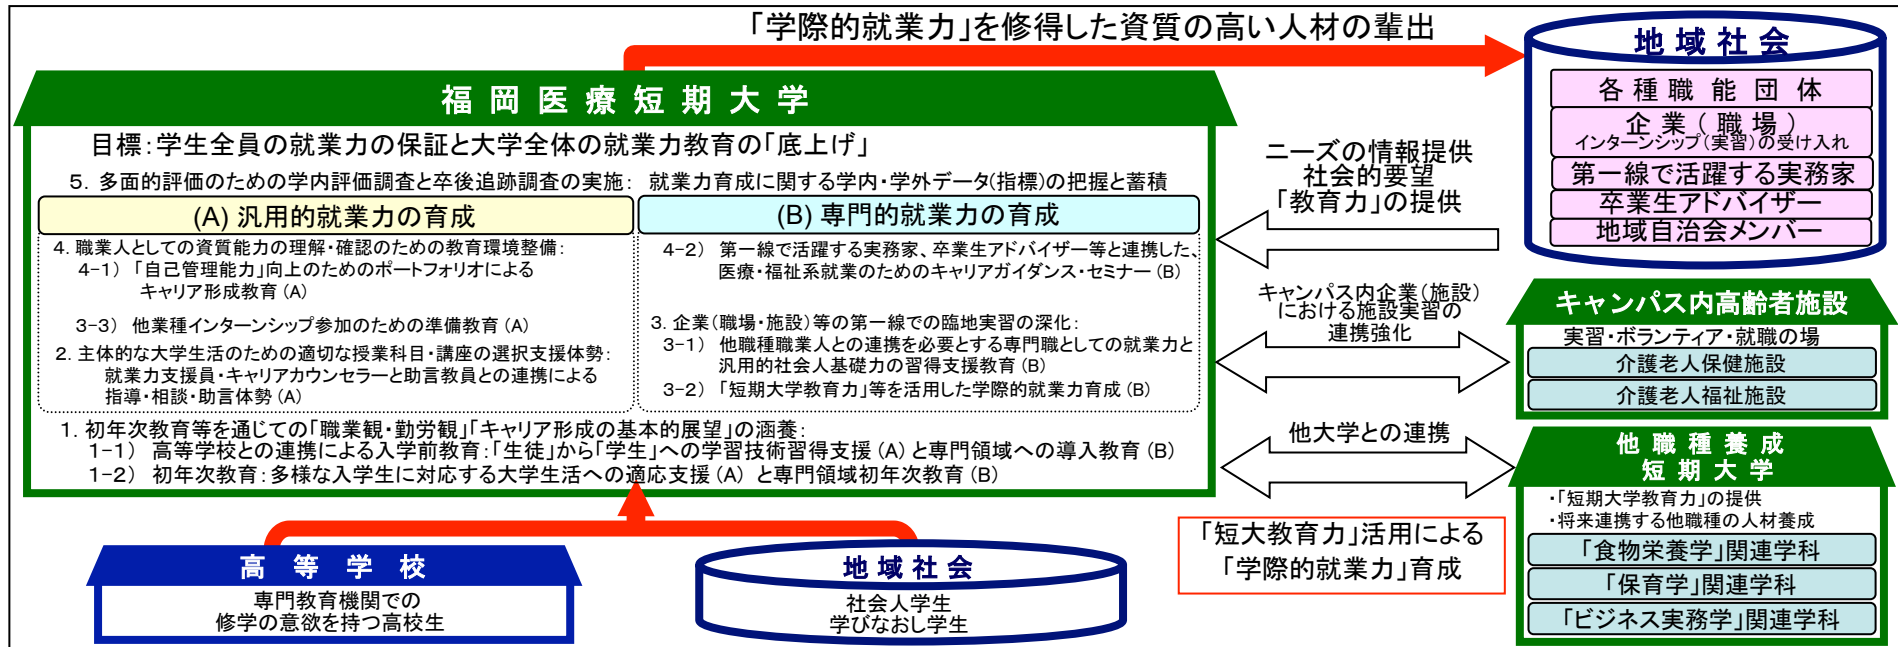 「学際的就業力」を修得した資質の高い人材の輩出
福岡医療短期大学
目標:学生全員の就業力の保証と大学全体の就業力教育の「底上げ」
5. 多面的評価のための学内評価調査と卒後追跡調査の実施: 就業力育成に関する学内・学外データ(指標)の把握と蓄積
(A) 汎用的就業力の育成
4. 職業人としての資質能力の理解・確認のための教育環境整備:
4-1) 「自己管理能力」向上のためのポートフォリオによる
キャリア形成教育 (A)
3-3) 他業種インターンシップ参加のための準備教育 (A)
2. 主体的な大学生活のための適切な授業科目・講座の選択支援体勢:
就業力支援員・キャリアカウンセラーと助言教員との連携による
指導・相談・助言体勢 (A)
(B) 専門的就業力の育成
4-2) 第一線で活躍する実務家、卒業生アドバイザー等と連携した、
医療・福祉系就業のためのキャリアガイダンス・セミナー (B)
3. 企業(職場・施設)等の第一線での臨地実習の深化:
3-1) 他職種職業人との連携を必要とする専門職としての就業力と
汎用的社会人基礎力の習得支援教育 (B)
3-2) 「短期大学教育力」等を活用した学際的就業力育成 (B)
1. 初年次教育等を通じての「職業観・勤労観」「キャリア形成の基本的展望」の涵養:
1-1) 高等学校との連携による入学前教育:「生徒」から「学生」への学習技術習得支援 (A) と専門領域への導入教育 (B)
1-2) 初年次教育:多様な入学生に対応する大学生活への適応支援 (A) と専門領域初年次教育 (B)
高等学校
専門教育機関での
修学の意欲を持つ高校生
地域社会
社会人学生
学びなおし学生
ニーズの情報提供
社会的要望
「教育力」の提供
キャンパス内企業(施設)
における施設実習の
連携強化
他大学との連携
「短大教育力」活用による
「学際的就業力」育成
地域社会
各種職能団体
企業(職場)
インターンシップ(実習)の受け入れ
第一線で活躍する実務家
卒業生アドバイザー
地域自治会メンバー
キャンパス内高齢者施設
実習・ボランティア・就職の場
介護老人保健施設
介護老人福祉施設
他職種養成
短期大学
・「短期大学教育力」の提供
・将来連携する他職種の人材養成
「食物栄養学」関連学科
「保育学」関連学科
「ビジネス実務学」関連学科